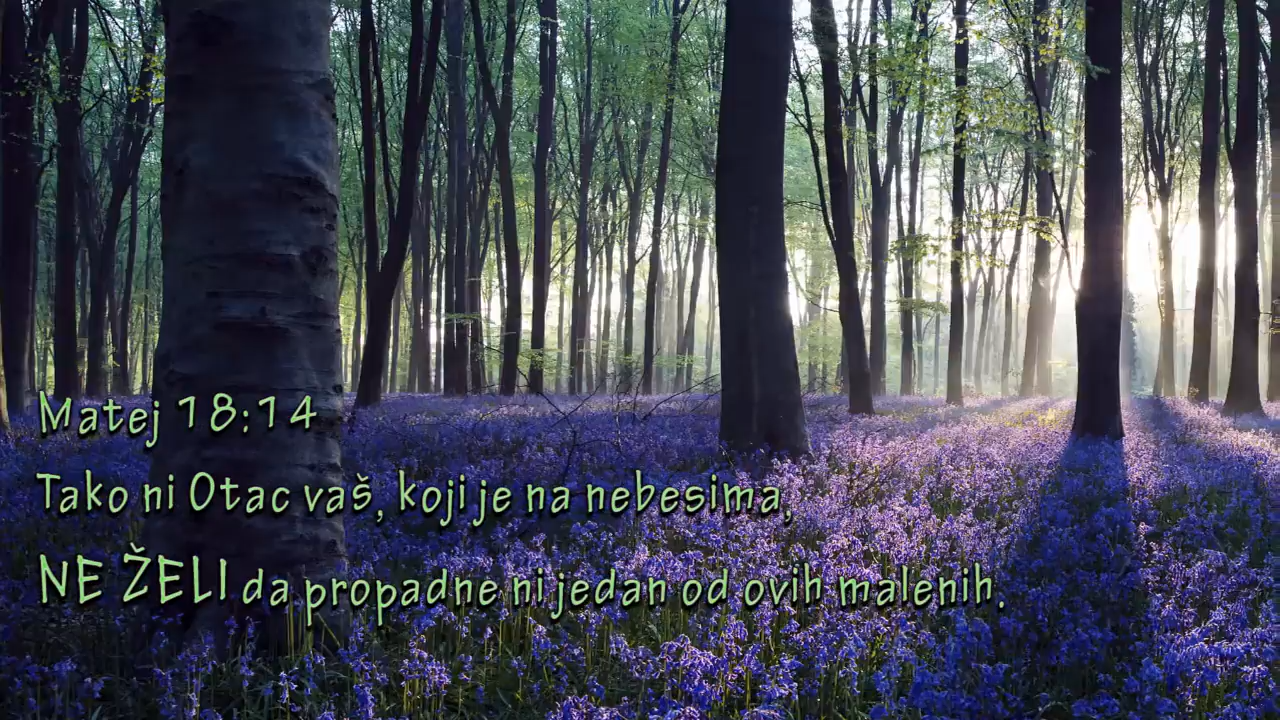 Matej 18:14
Tako ni Otac vaš, koji je na nebesima,
NE ŽELI da propadne ni jedan od ovih malenih.